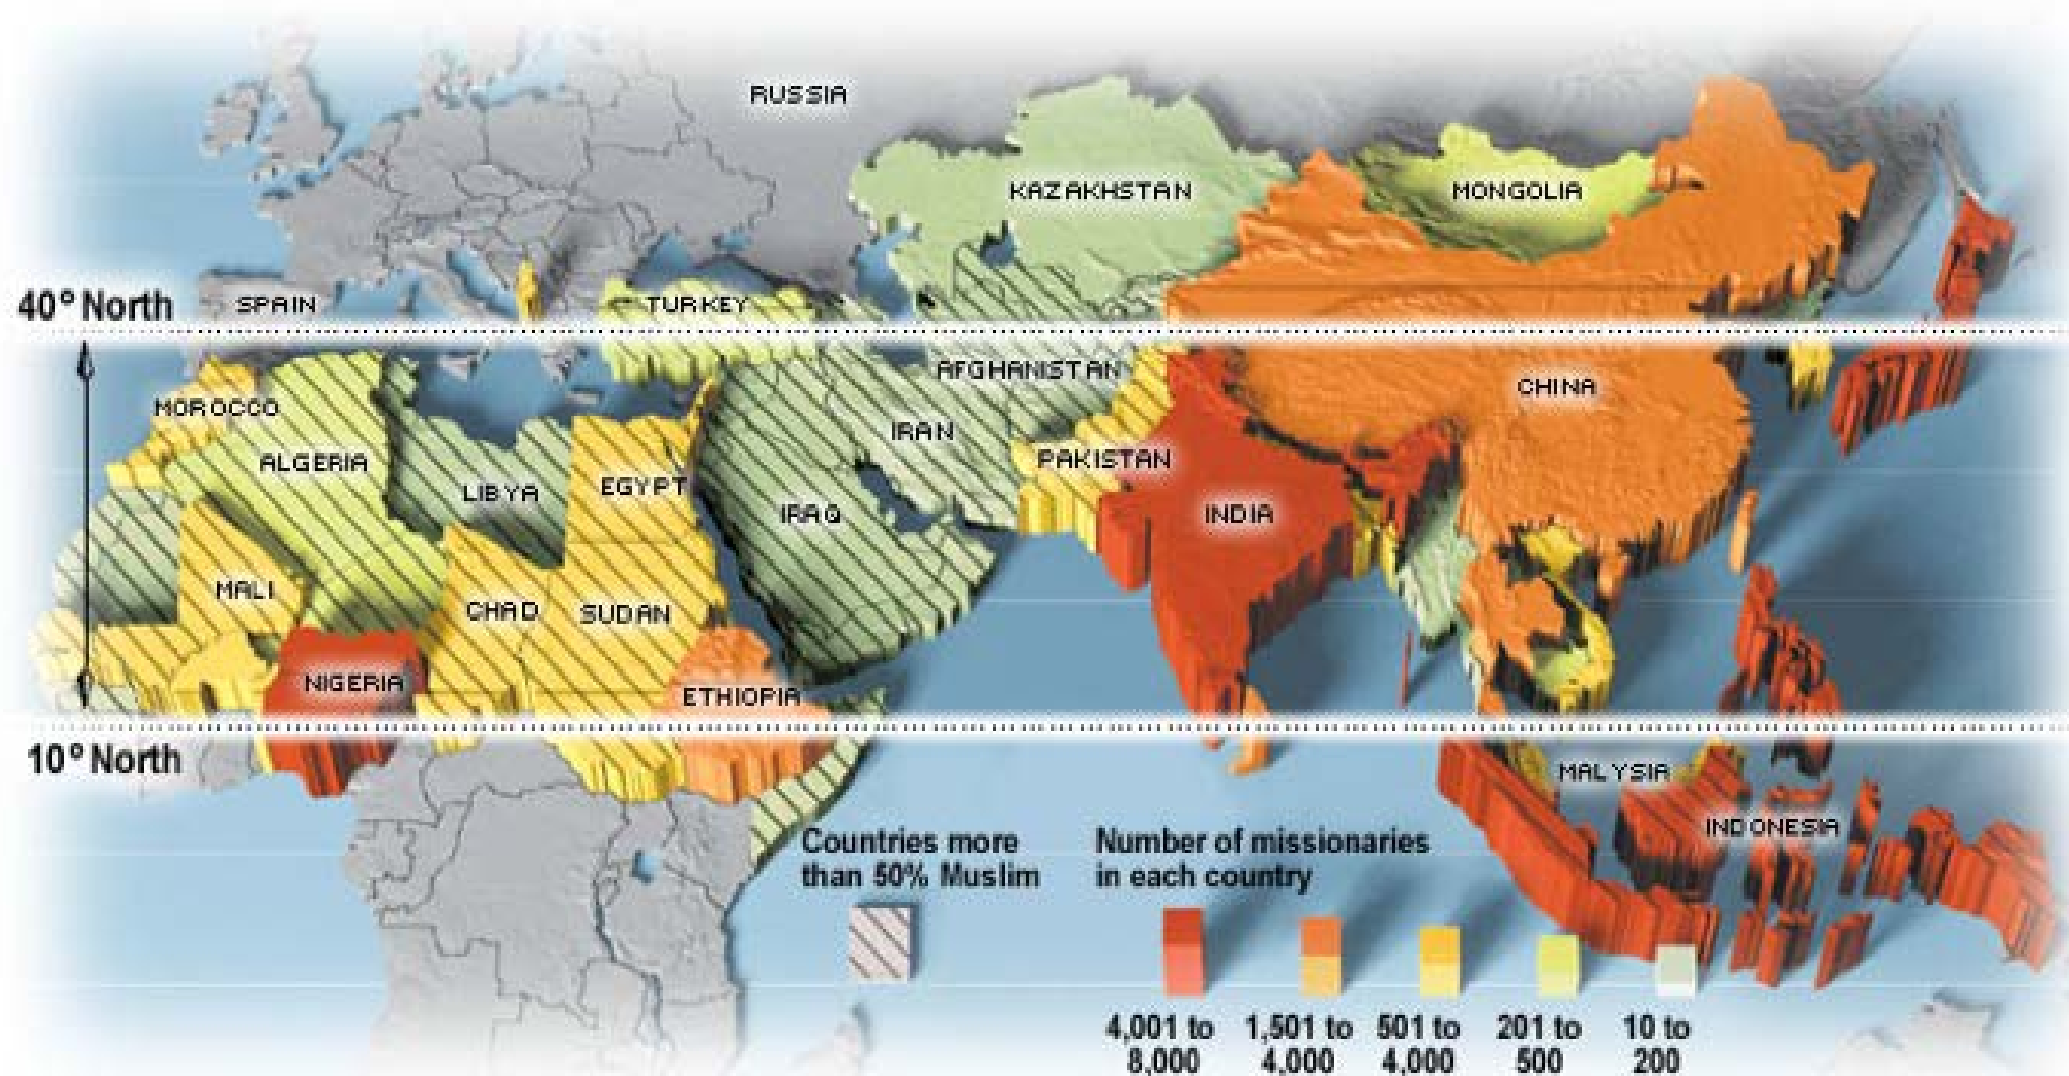 RUSSIA
KAZAKHSTAN
MONGOLIA
40° North
SPAIN
TURKEY
AFGHANISTAN
CHINA
MOROCCO
IRAN
ALGERIA
PAKISTAN
LIBYA
EGYPT
IRAQ
INDIA
MALI
CHAD
SUDAN
NIGERIA
ETHIOPIA
10° North
MALYSIA
INDONESIA
Countries more
than 50% Muslim
Number of missionaries
in each country
4,001 to
8,000
1,501 to
4,000
501 to
4,000
201 to
500
10 to
200